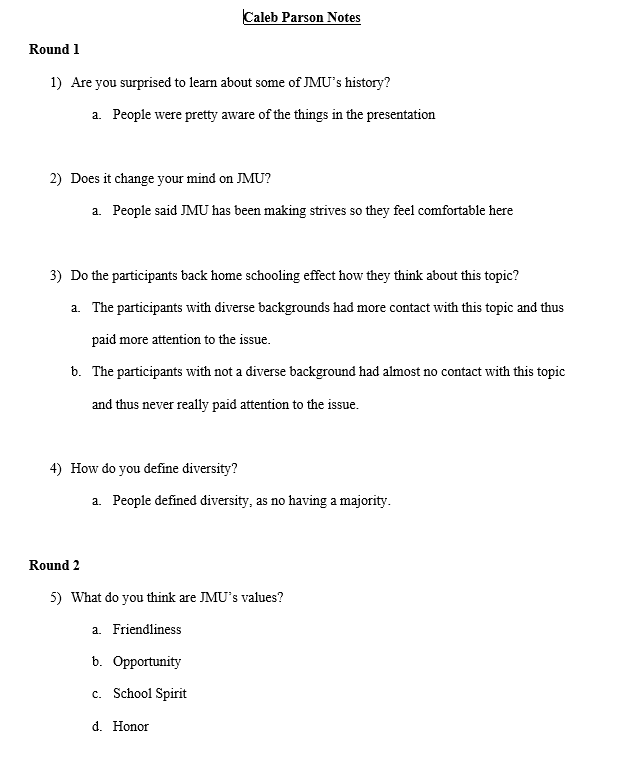 Caleb Parson Notes
Round 1
1) Are you surprised to learn about some of JMU's history?
a. People were pretty aware of the things in the presentation
2) Does it change your mind on JMU?
a. People said JMU has been making strives so they feel comfortable here
3) Do the participants back home schooling effect how they think about this topic?
a. The participants with diverse backgrounds had more contact with this topic and thus
paid more attention to the issue.
b. The participants with not a diverse background had almost no contact with this topic
and thus never really paid attention to the issue.
4) How do you define diversity?
a. People defined diversity, as no having a majority.
Round 2
5) What do you think are JMU's values?
a. Friendliness
b. Opportunity
c. School Spirit
d. Honor